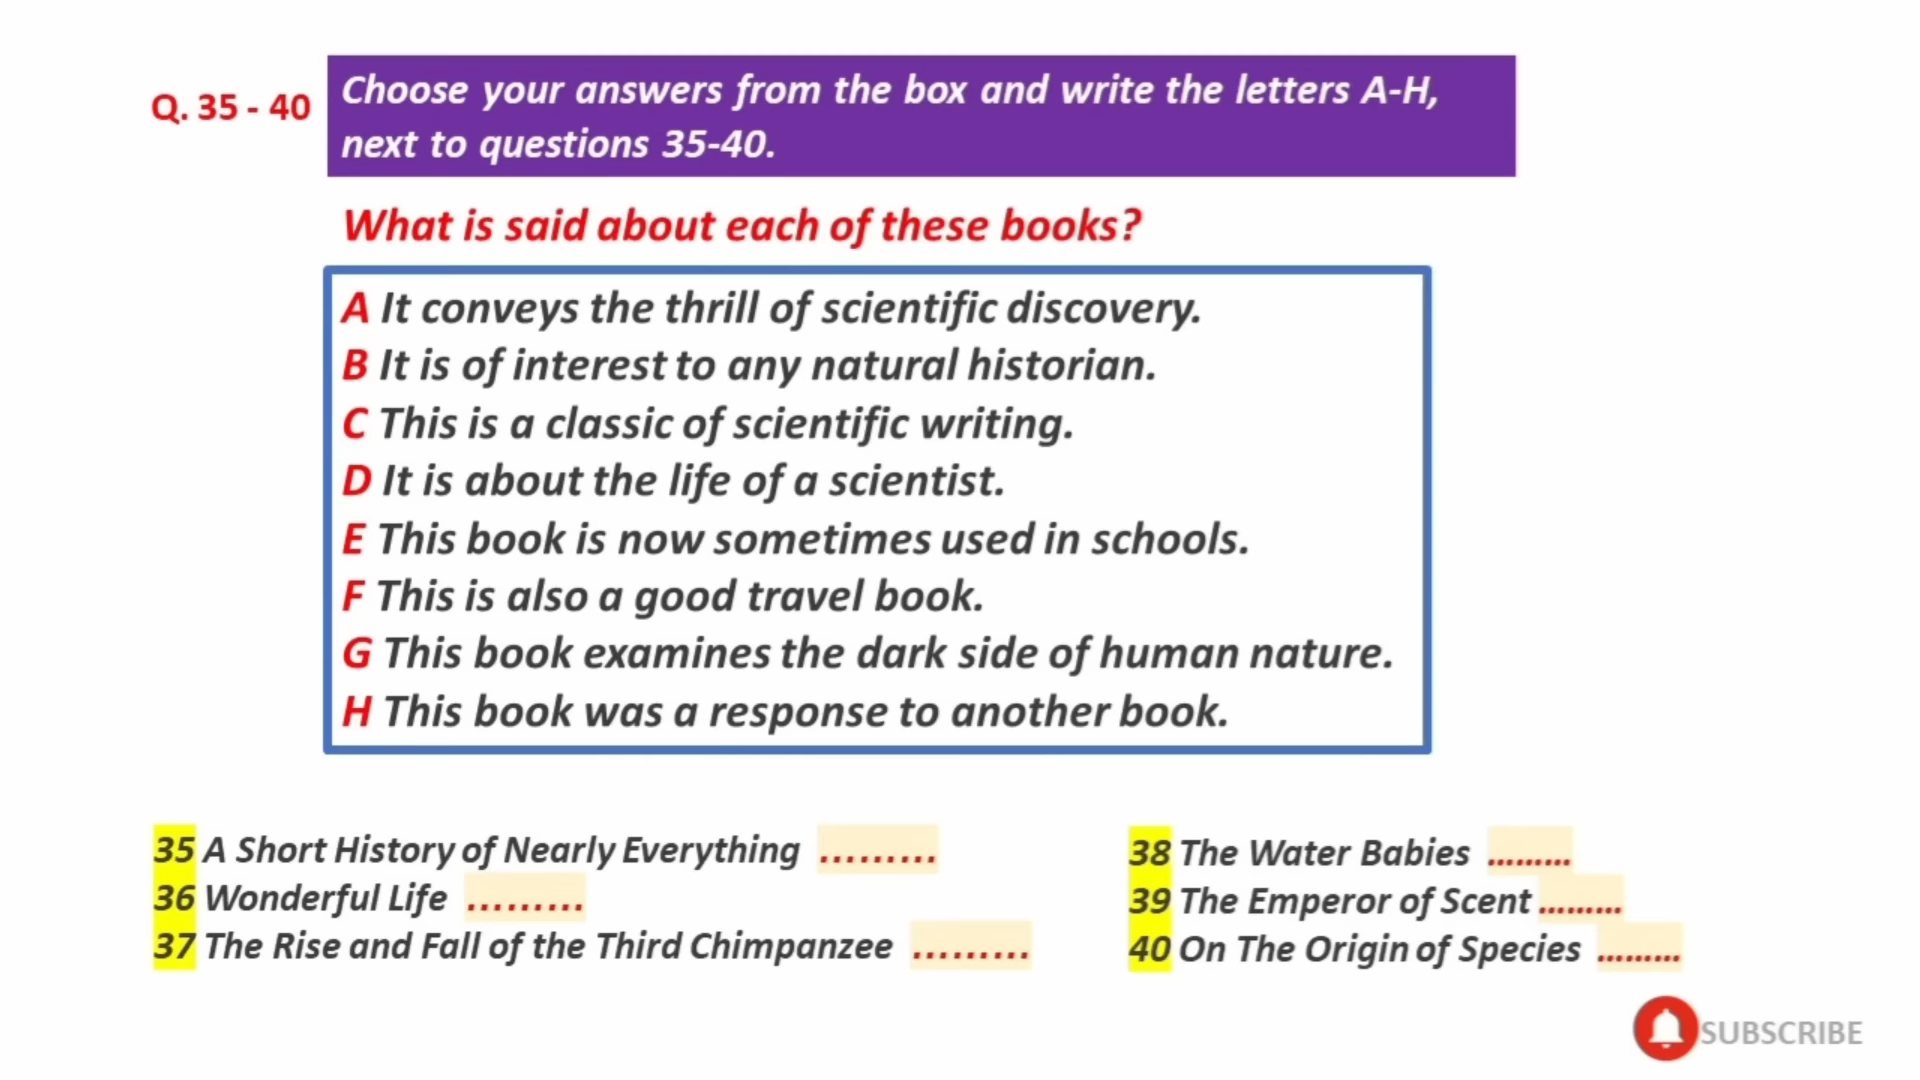 Q. 35 - 40
Choose your answers from the box and write the letters A-H,
next to questions 35-40.
What is said about each of these books?
A It conveys the thrill of scientific discovery.
B It is of interest to any natural historian.
C This is a classic of scientific writing.
D It is about the life of a scientist.
E This book is now sometimes used in schools.
F This is also a good travel book.
G This book examines the dark side of human nature.
H This book was a response to another book.
35 A Short History of Nearly Everything .........
36 Wonderful Life .........
37 The Rise and Fall of the Third Chimpanzee .........
38 The Water Babies .........
39 The Emperor of Scent .........
40 On The Origin of Species .........
SUBSCRIBE